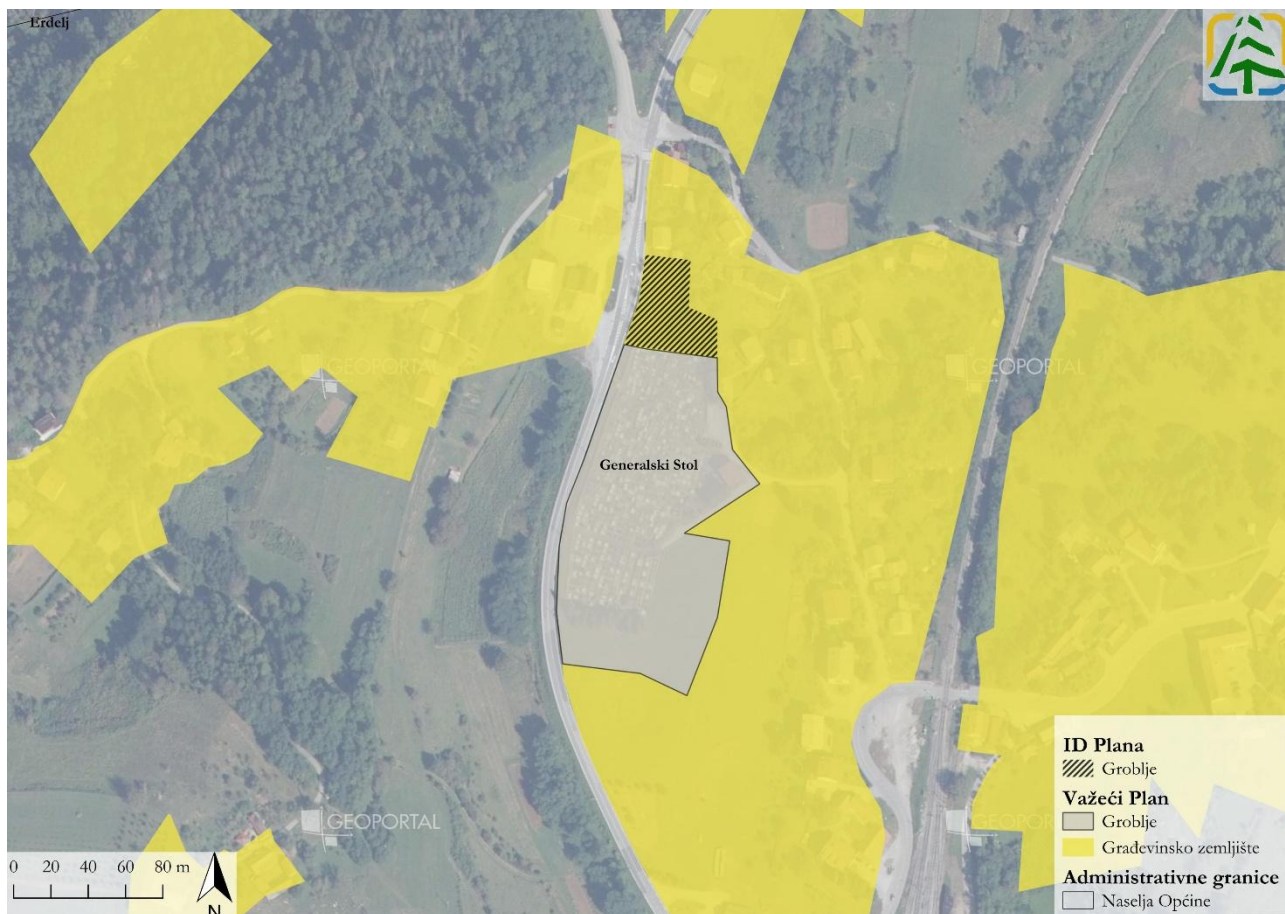 Erdelj
GEOPORTAL
GEOPORTAL
Generalski Stol
GEOPORTAL
GEOPORTAL
0 20 40 60 80 m
N
ID Plana
Groblje
Važeći Plan
Groblje
Građevinsko zemljište
Administrativne granice
Naselja Općine